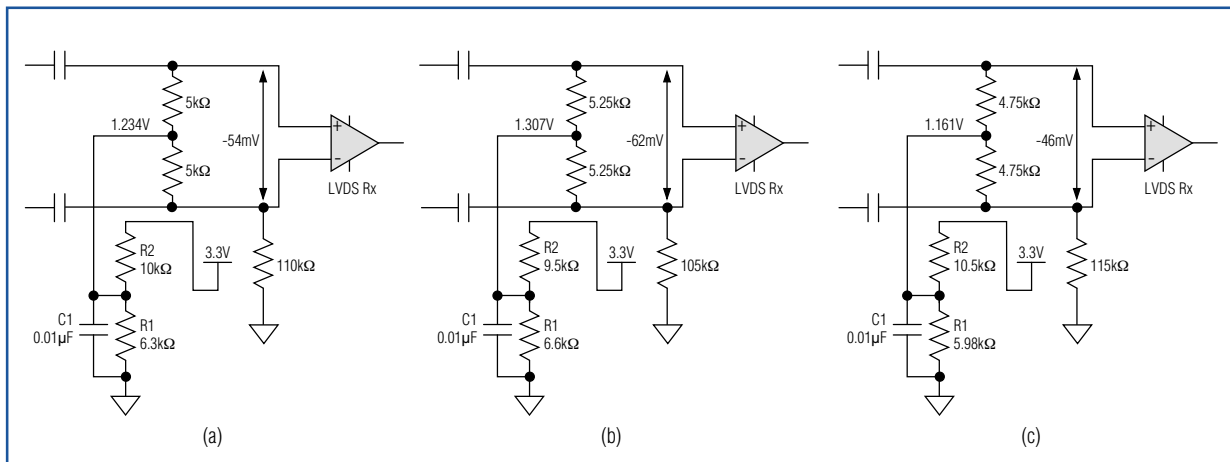 5kΩ
1.234V
-54mV
+
5kΩ
-
LVDS Rx
R2
10kΩ
3.3V
110kΩ
C1
0.01µF
R1
6.3kΩ
(a)
5.25kΩ
1.307V
-62mV
+
5.25kΩ
-
LVDS Rx
R2
9.5kΩ
3.3V
105kΩ
C1
0.01µF
R1
6.6kΩ
(b)
4.75kΩ
1.161V
-46mV
+
4.75kΩ
-
LVDS Rx
R2
10.5kΩ
3.3V
115kΩ
C1
0.01µF
R1
5.98kΩ
(c)